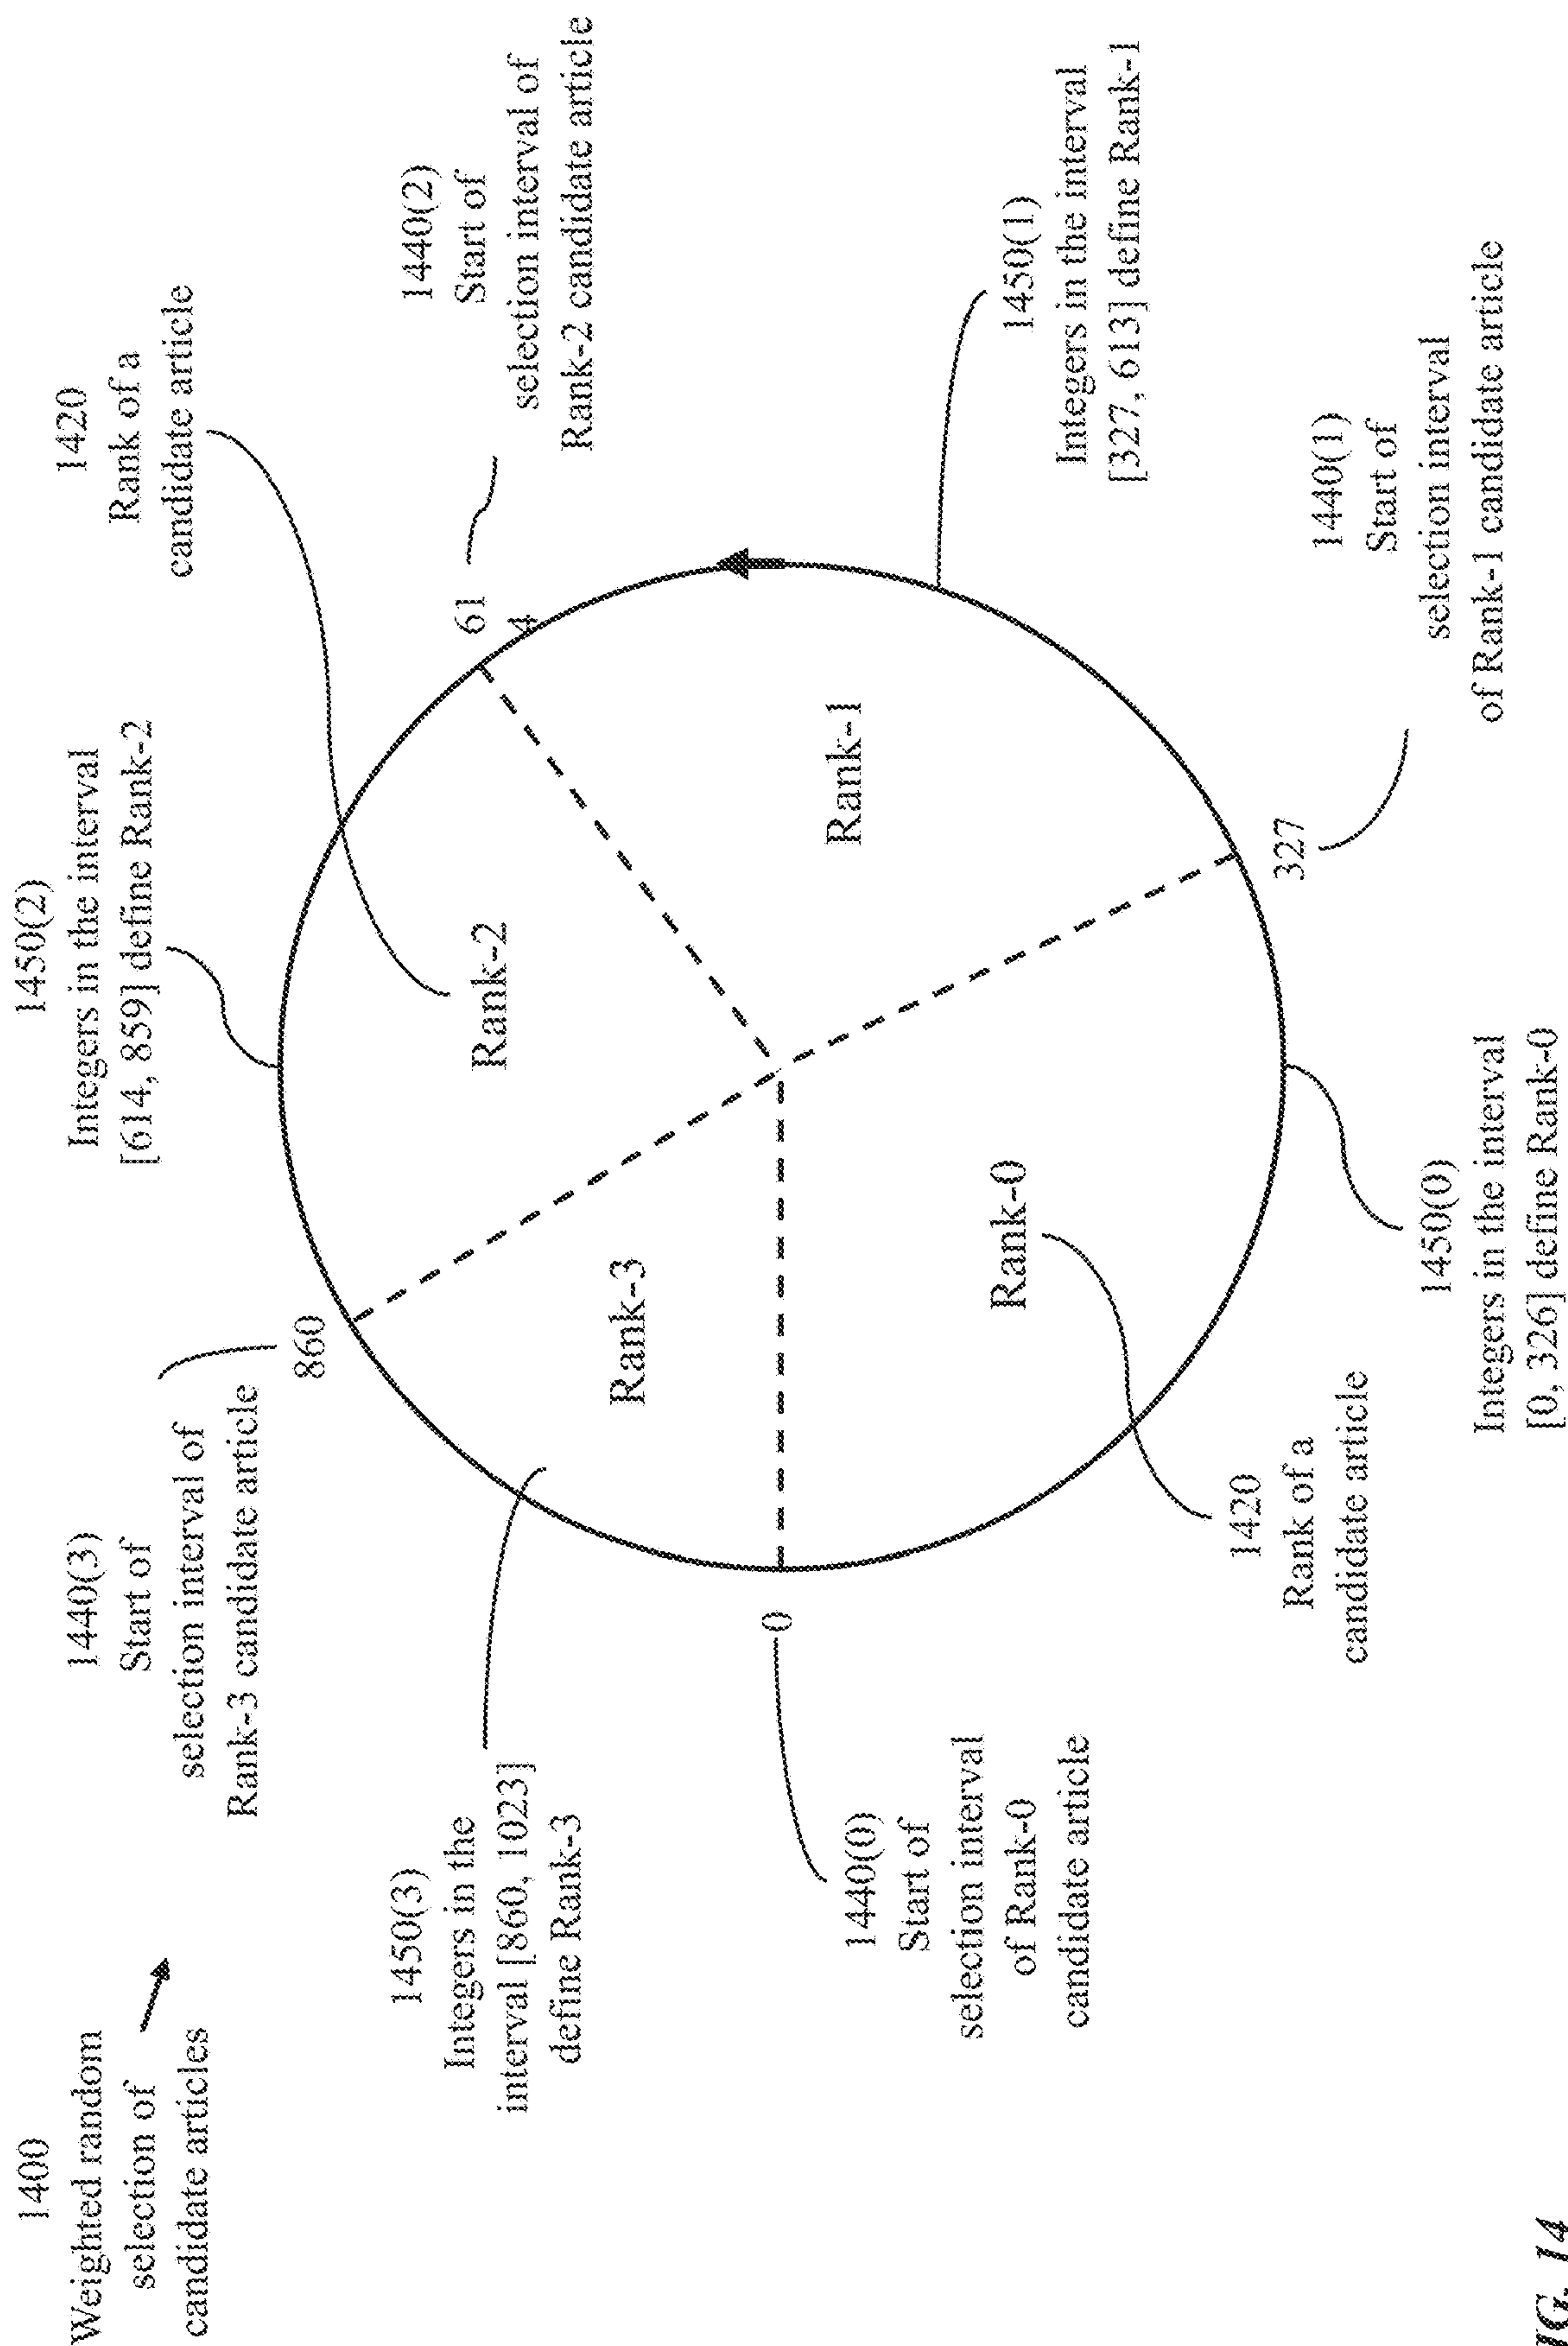 1400
Weighted random
selection of
candidate articles
1440(3)
Start of
selection interval of
Rank-3 candidate article
1450(2)
Integers in the interval
[614, 859] define Rank-2
1420
Rank of a
candidate article
1440(2)
Start of
selection interval of
Rank-2 candidate article
860
61
4
1450(3)
Integers in the
interval [860, 1023]
define Rank-3
Rank-3
Rank-2
0
Rank-1
1440(0)
Start of
selection interval
of Rank-0
candidate article
Rank-0
1450(1)
Integers in the interval
[327, 613] define Rank-1
327
1420
Rank of a
candidate article
1440(1)
Start of
selection interval
of Rank-1 candidate article
1450(0)
Integers in the interval
[0, 326] define Rank-0
IG. 14